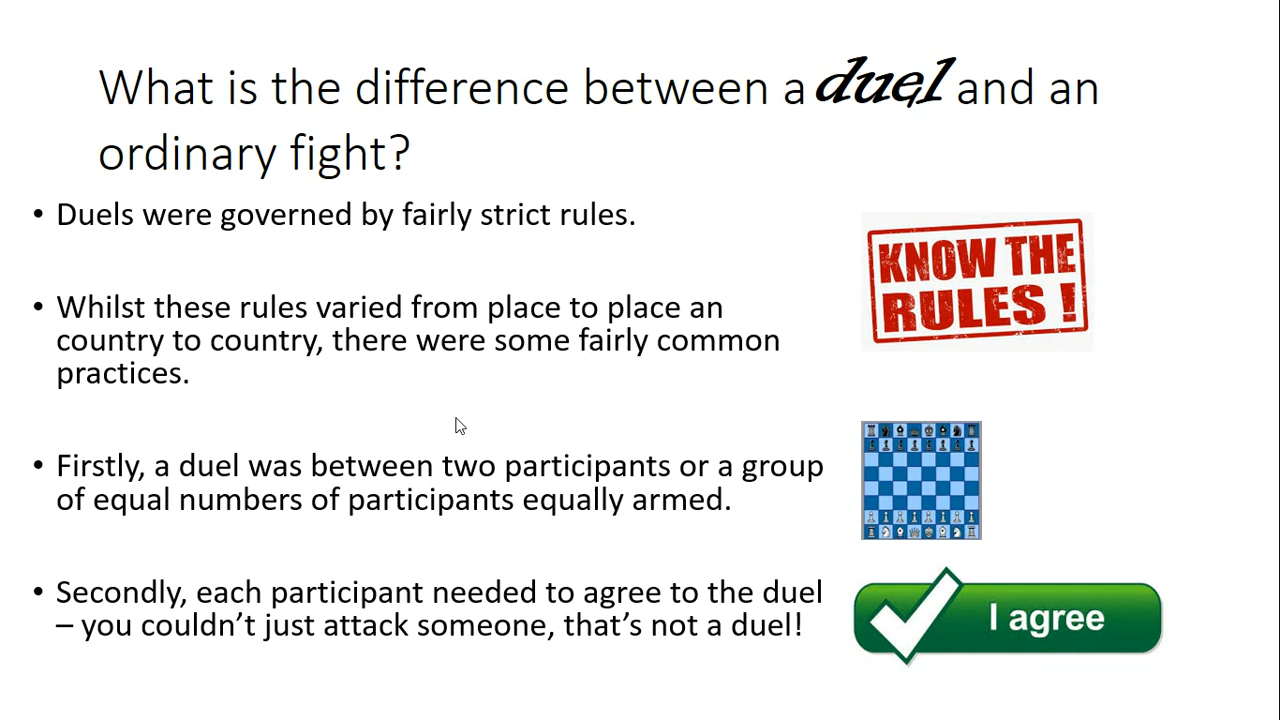 What is the difference between a duel and an
ordinary fight?
• Duels were governed by fairly strict rules.
• Whilst these rules varied from place to place an
country to country, there were some fairly common
practices.
• Firstly, a duel was between two participants or a group
of equal numbers of participants equally armed.
• Secondly, each participant needed to agree to the duel
– you couldn’t just attack someone, that’s not a duel!
KNOW THE
RULES !
I agree